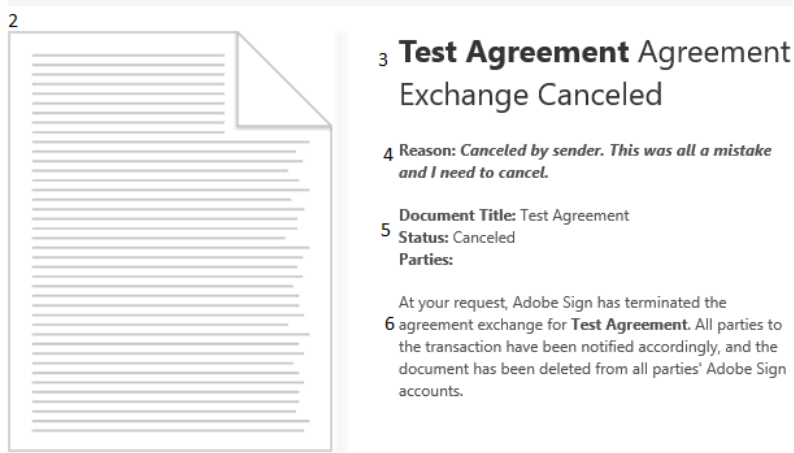 2
3 Test Agreement Agreement
Exchange Canceled
4 Reason: Canceled by sender. This was all a mistake
and I need to cancel.
Document Title: Test Agreement
5 Status: Canceled
Parties:
At your request, Adobe Sign has terminated the
6 agreement exchange for Test Agreement. All parties to
the transaction have been notified accordingly, and the
document has been deleted from all parties' Adobe Sign
accounts.